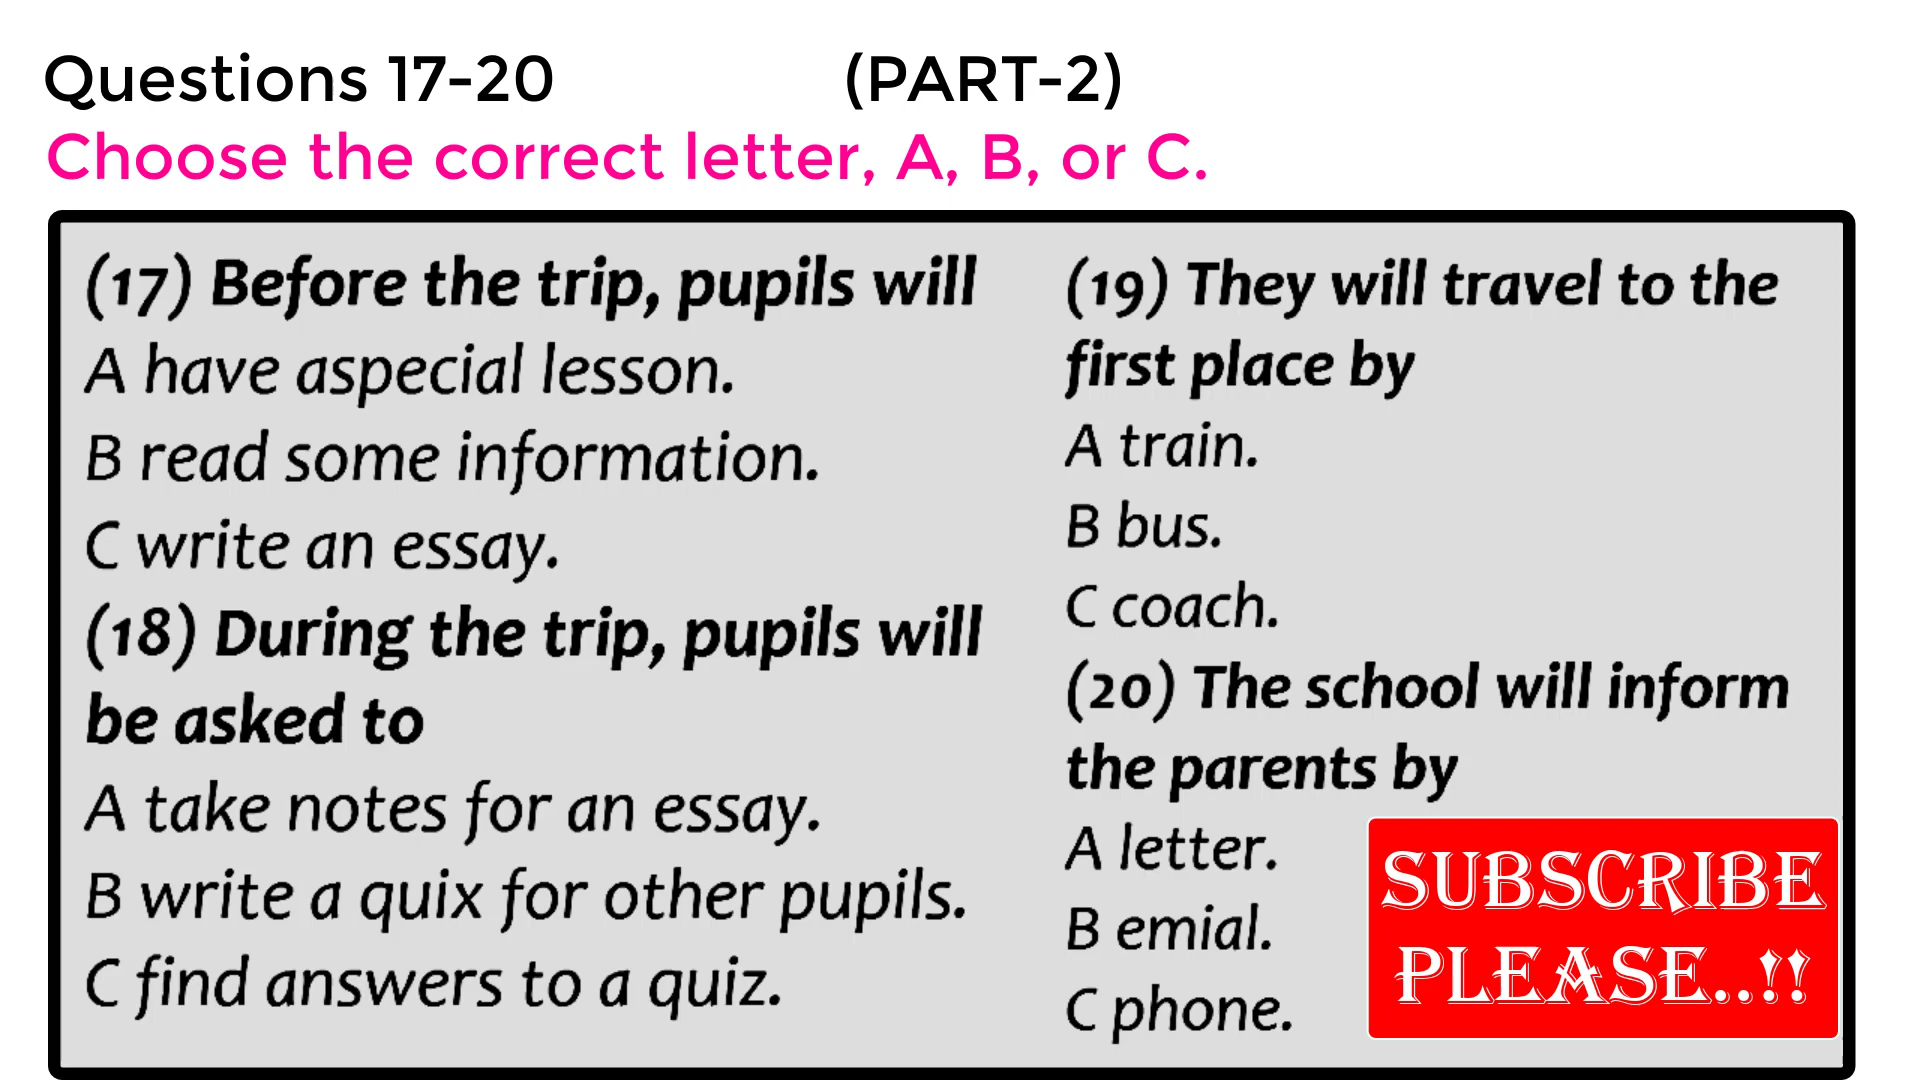 Questions 17-20 (PART-2)
Choose the correct letter, A, B, or C.
(17) Before the trip, pupils will
A have aspecial lesson.
B read some information.
C write an essay.
(18) During the trip, pupils will
be asked to
A take notes for an essay.
B write a quix for other pupils.
C find answers to a quiz.
(19) They will travel to the
first place by
A train.
B bus.
C coach.
(20) The school will inform
the parents by
A letter.
B emial.
C phone.
SUBSCRIBE
PLEASE..!!